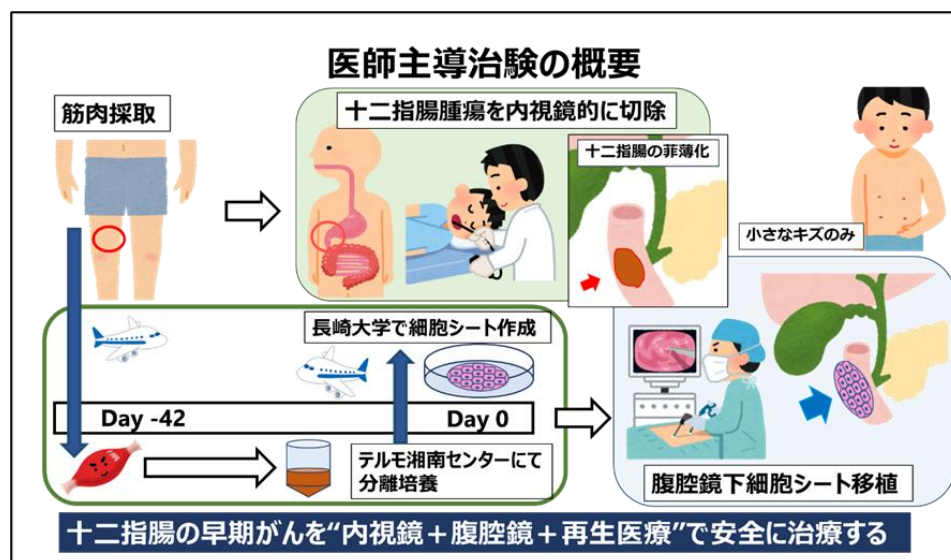 医師主導治験の概要
筋肉採取
十二指腸腫瘍を内視鏡的に切除
十二指腸の菲薄化
小さなキズのみ
長崎大学で細胞シート作成
Day -42
Day 0
テルモ湘南センターにて
分離培養
腹腔鏡下細胞シート移植
十二指腸の早期がんを“内視鏡＋腹腔鏡＋再生医療”で安全に治療する